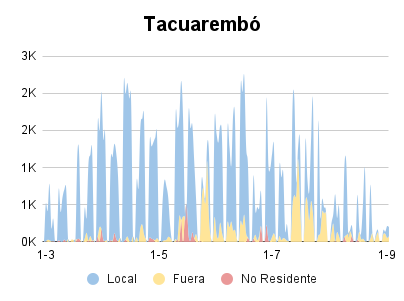 Tacuarembó
3K
2K
2K
1K
1K
0K
1-3 1-5 1-7 1-9
Local Fuera No Residente